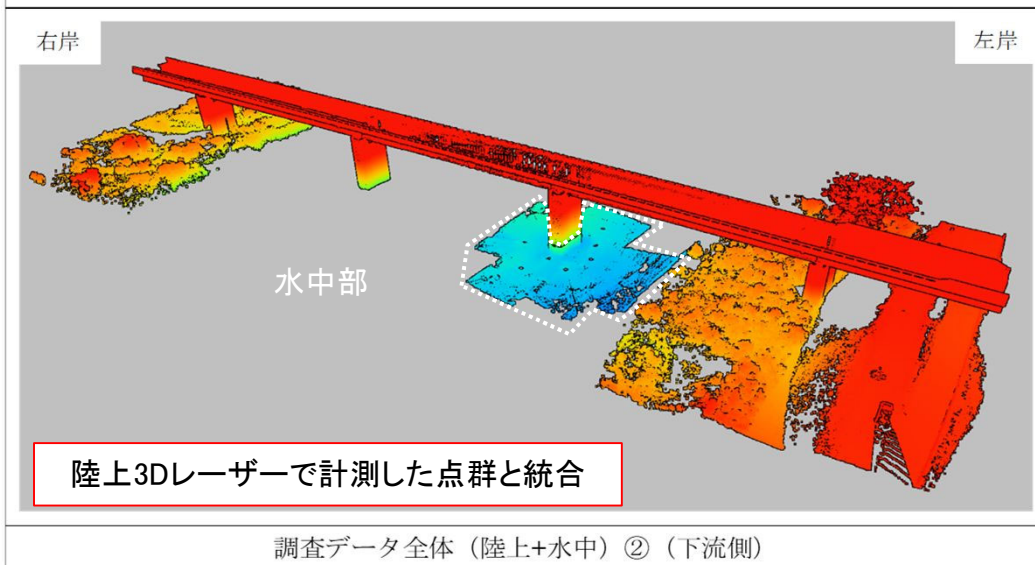 右岸
左岸
水中部
陸上3Dレーザーで計測した点群と統合
調査データ全体（陸上+水中）②（下流側）